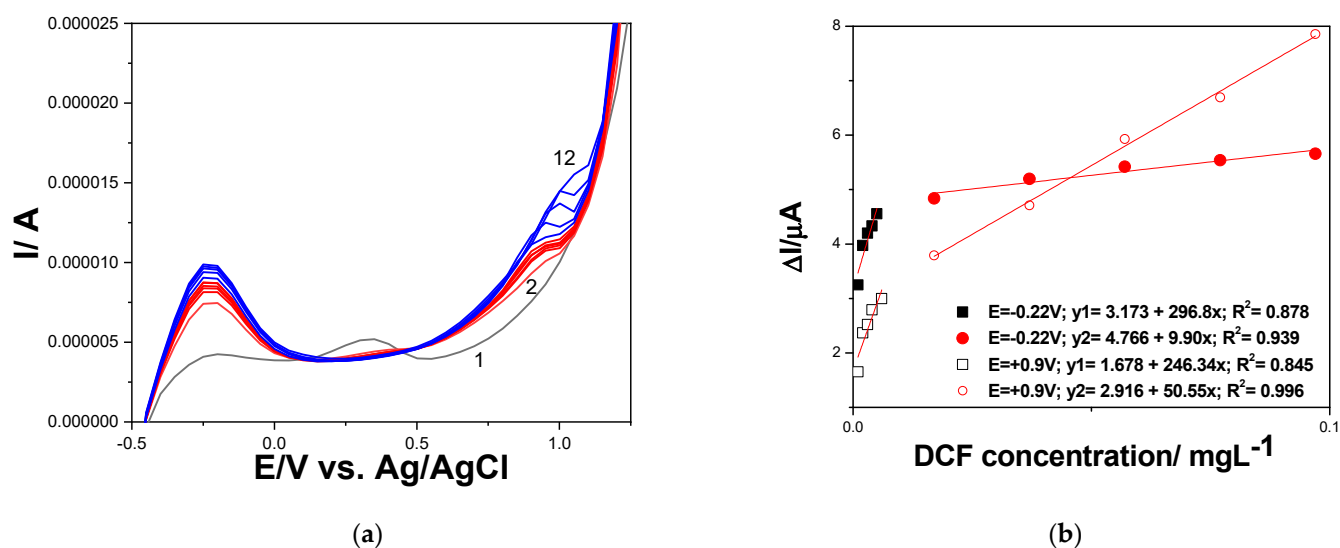 0.000025
0.000020
0.000015
0.000010
0.000005
0.000000
I/ A
12
2
1
-0.5
0.0
0.5
1.0
E/V vs. Ag/AgCl
(a)
8
6
4
2
ΔI/μA
E=-0.22V; y1= 3.173 + 296.8x; R²= 0.878
E=-0.22V; y2= 4.766 + 9.90x; R²= 0.939
E=+0.9V; y1= 1.678 + 246.34x; R²= 0.845
E=+0.9V; y2= 2.916 + 50.55x; R²= 0.996
0.0
0.1
DCF concentration/ mgL⁻¹
(b)